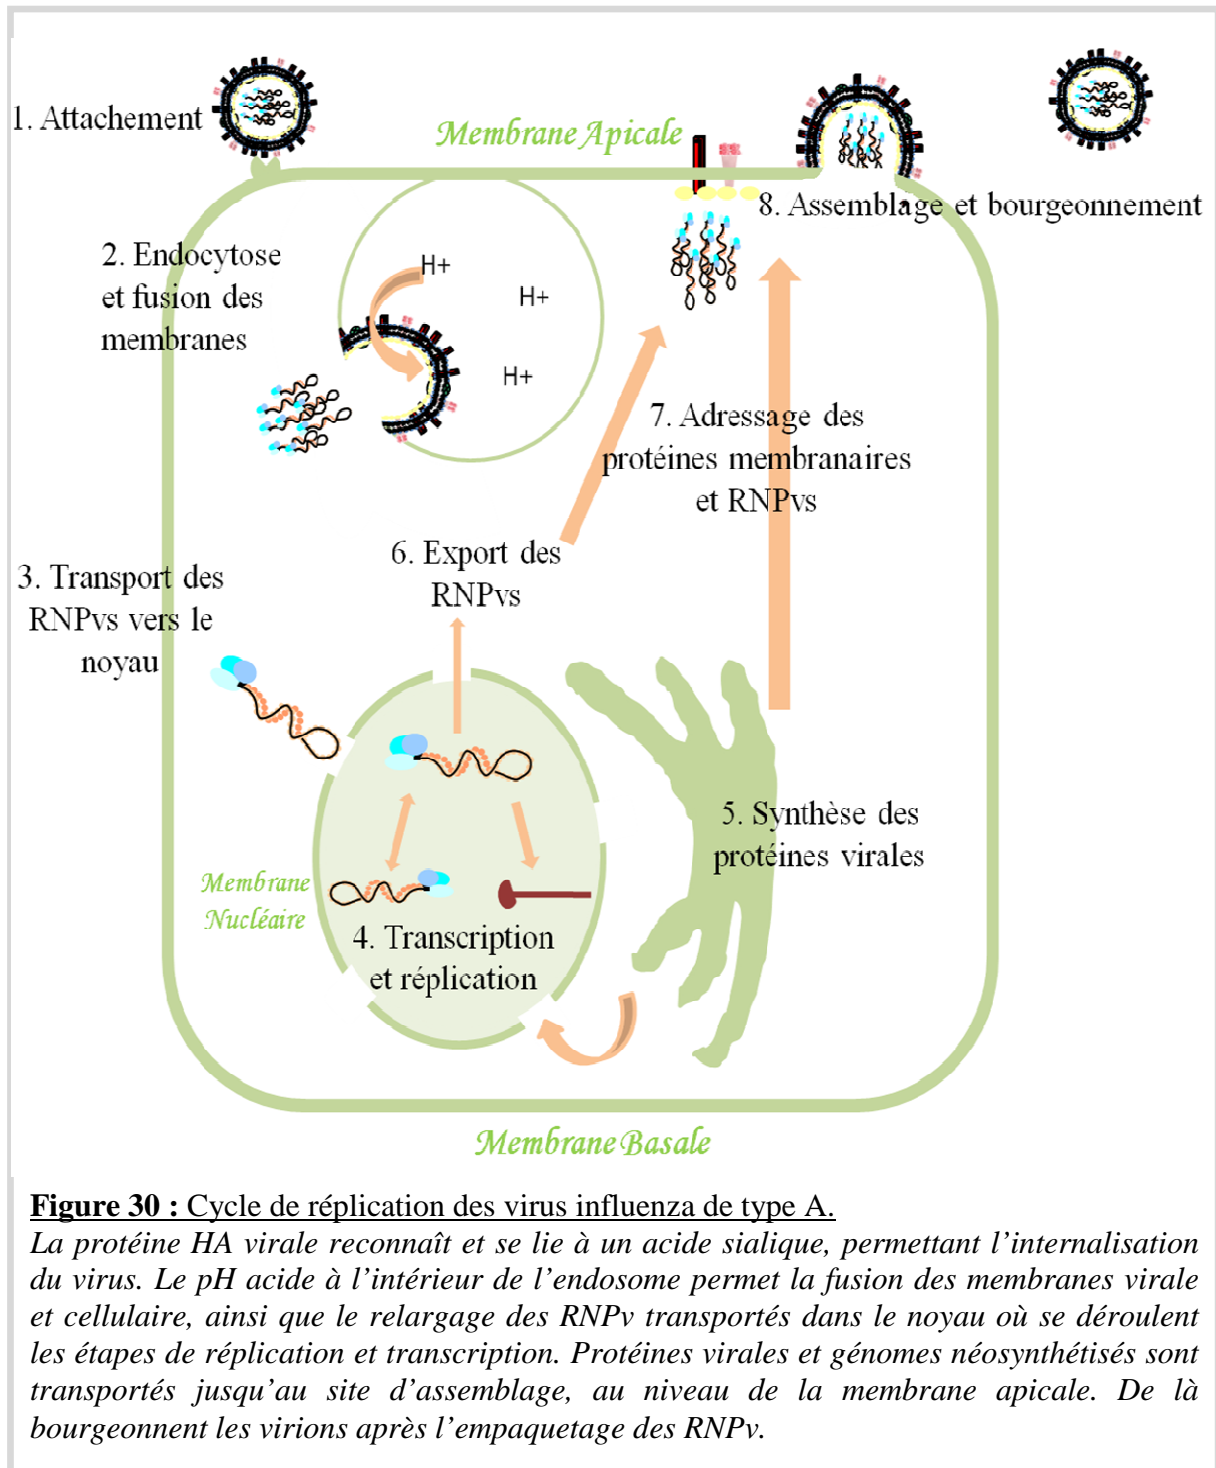 1. Attachement
Membrane Apicale
8. Assemblage et bourgeonnement
2. Endocytose
et fusion des
membranes
H+
H+
H+
7. Adressage des
protéines membranaires
et RNPvs
6. Export des
RNPvs
3. Transport des
RNPvs vers le
noyau
5. Synthèse des
protéines virales
Membrane
Nucléaire
4. Transcription
et réplication
Membrane Basale
Figure 30 : Cycle de réplication des virus influenza de type A.
La protéine HA virale reconnaît et se lie à un acide sialique, permettant l’internalisation
du virus. Le pH acide à l’intérieur de l’endosome permet la fusion des membranes virale
et cellulaire, ainsi que le relargage des RNPv transportés dans le noyau où se déroulent
les étapes de réplication et transcription. Protéines virales et génomes néosynthétisés sont
transportés jusqu’au site d’assemblage, au niveau de la membrane apicale. De là
bourgeonnent les virions après l’empaquetage des RNPv.